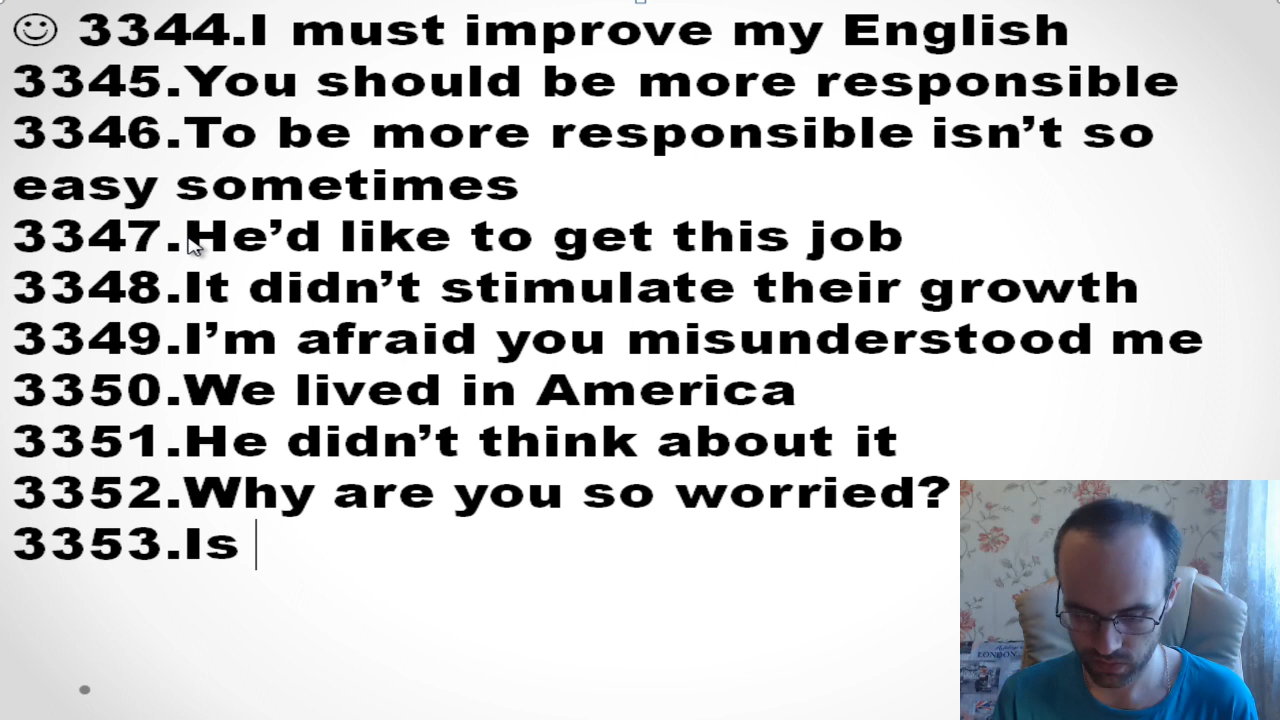 ☺ 3344.I must improve my English
3345.You should be more responsible
3346.To be more responsible isn’t so
easy sometimes
3347.He’d like to get this job
3348.It didn’t stimulate their growth
3349.I’m afraid you misunderstood me
3350.We lived in America
3351.He didn’t think about it
3352.Why are you so worried?
3353.Is
LONDON